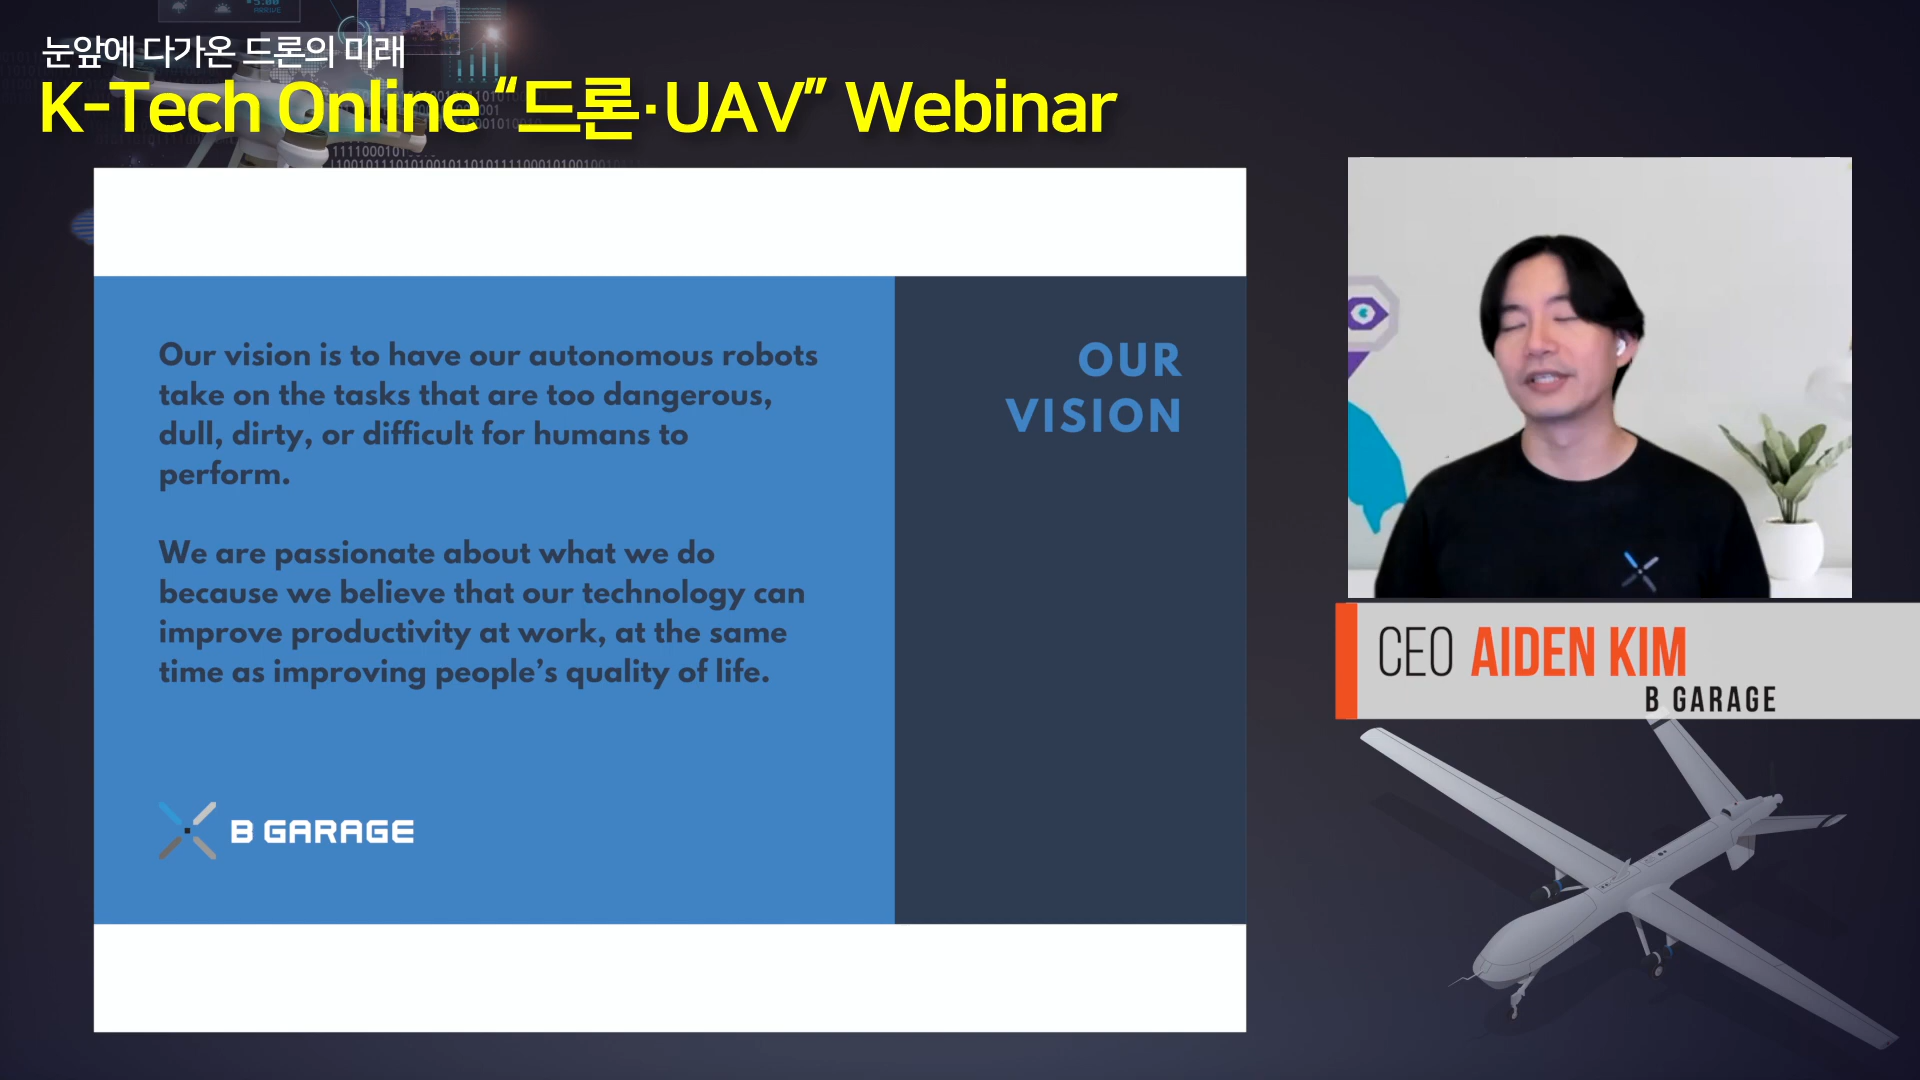 눈앞에 다가온 드론의 미래
K-Tech Online “드론·UAV” Webinar
Our vision is to have our autonomous robots
take on the tasks that are too dangerous,
dull, dirty, or difficult for humans to
perform.
We are passionate about what we do
because we believe that our technology can
improve productivity at work, at the same
time as improving people’s quality of life.
B GARAGE
OUR
VISION
CEO AIDEN KIM
B GARAGE